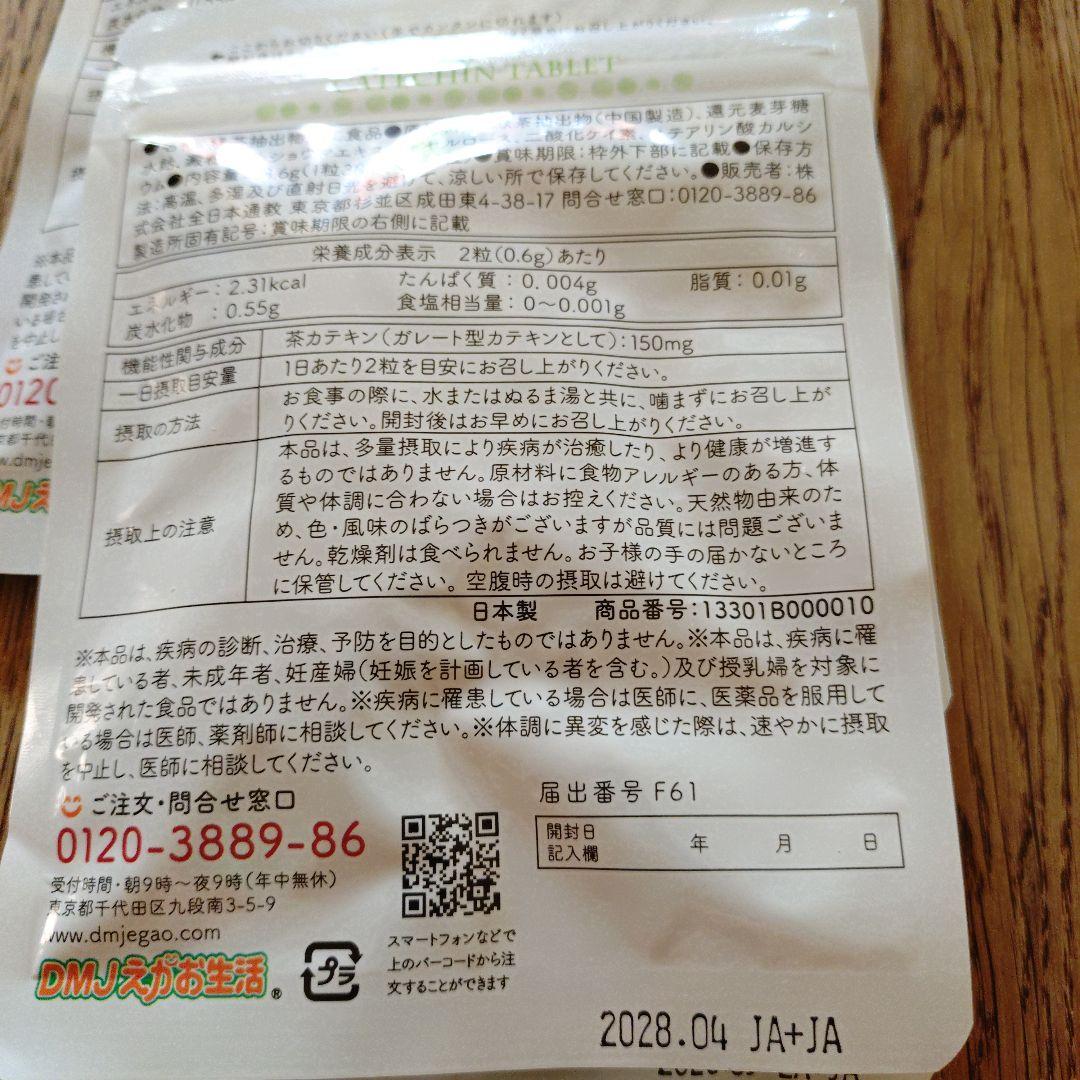 CATECHIN TABLET
茶抽出物(中国製造)、還元麦芽糖
二酸化ケイ素、ステアリン酸カルシ
ウム●内容量 賞味期限:枠外下部に記載●保存方
法:高温、多湿及び直射日光を避けて、涼しい所で保存してください。●販売者:株
式会社全日本通教 東京都杉並区成田東4-38-17 問合せ窓口:0120-3889-86
製造所固有記号:賞味期限の右側に記載
栄養成分表示 2粒(0.6g)あたり
エネルギー:2.31kcal たんぱく質:0.004g 脂質:0.01g
炭水化物 :0.55g 食塩相当量:0〜0.001g
機能性関与成分 茶カテキン(ガレート型カテキンとして):150mg
一日摂取目安量 1日あたり2粒を目安にお召し上がりください。
摂取の方法 お食事の際に、水またはぬるま湯と共に、噛まずにお召し上が
りください。開封後はお早めにお召し上がりください。
摂取上の注意 本品は、多量摂取により疾病が治癒したり、より健康が増進す
るものではありません。原材料に食物アレルギーのある方、体
質や体調に合わない場合はお控えください。天然物由来のた
め、色・風味のばらつきがございますが品質には問題ございま
せん。乾燥剤は食べられません。お子様の手の届かないところ
に保管してください。空腹時の摂取は避けてください。
日本製 商品番号:13301B000010
※本品は、疾病の診断、治療、予防を目的としたものではありません。※本品は、疾病に罹
患している者、未成年者、妊産婦(妊娠を計画している者を含む。)及び授乳婦を対象に
開発された食品ではありません。※疾病に罹患している場合は医師に、医薬品を服用して
いる場合は医師、薬剤師に相談してください。※体調に異変を感じた際は、速やかに摂取
を中止し、医師に相談してください。
届出番号 F61
開封日
記入欄 年 月 日
ご注文・問合せ窓口
0120-3889-86
受付時間・朝9時〜夜9時(年中無休)
東京都千代田区九段南3-5-9
www.dmjegao.com
DMJえがお生活®
プラ
スマートフォンなどで
上のバーコードから注
文することができます
2028.04 JA+JA